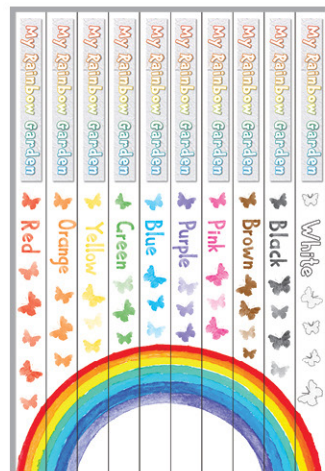 My Rainbow Garden Red
My Rainbow Garden Orange
My Rainbow Garden Yellow
My Rainbow Garden Green
My Rainbow Garden Blue
My Rainbow Garden Purple
My Rainbow Garden Pink
My Rainbow Garden Brown
My Rainbow Garden Black
My Rainbow Garden White